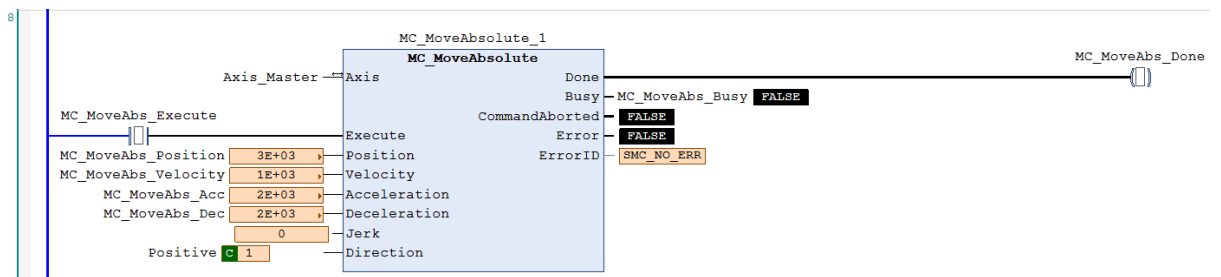 8
MC_MoveAbsolute_1
MC_MoveAbsolute
MC_MoveAbs_Done
Axis_Master Axis Done
Busy MC_MoveAbs_Busy FALSE
MC_MoveAbs_Execute CommandAborted FALSE
Execute Error FALSE
MC_MoveAbs_Position 3E+03 Position ErrorID SMC_NO_ERR
MC_MoveAbs_Velocity 1E+03 Velocity
MC_MoveAbs_Acc 2E+03 Acceleration
MC_MoveAbs_Dec 2E+03 Deceleration
0 Jerk
Positive C 1 Direction